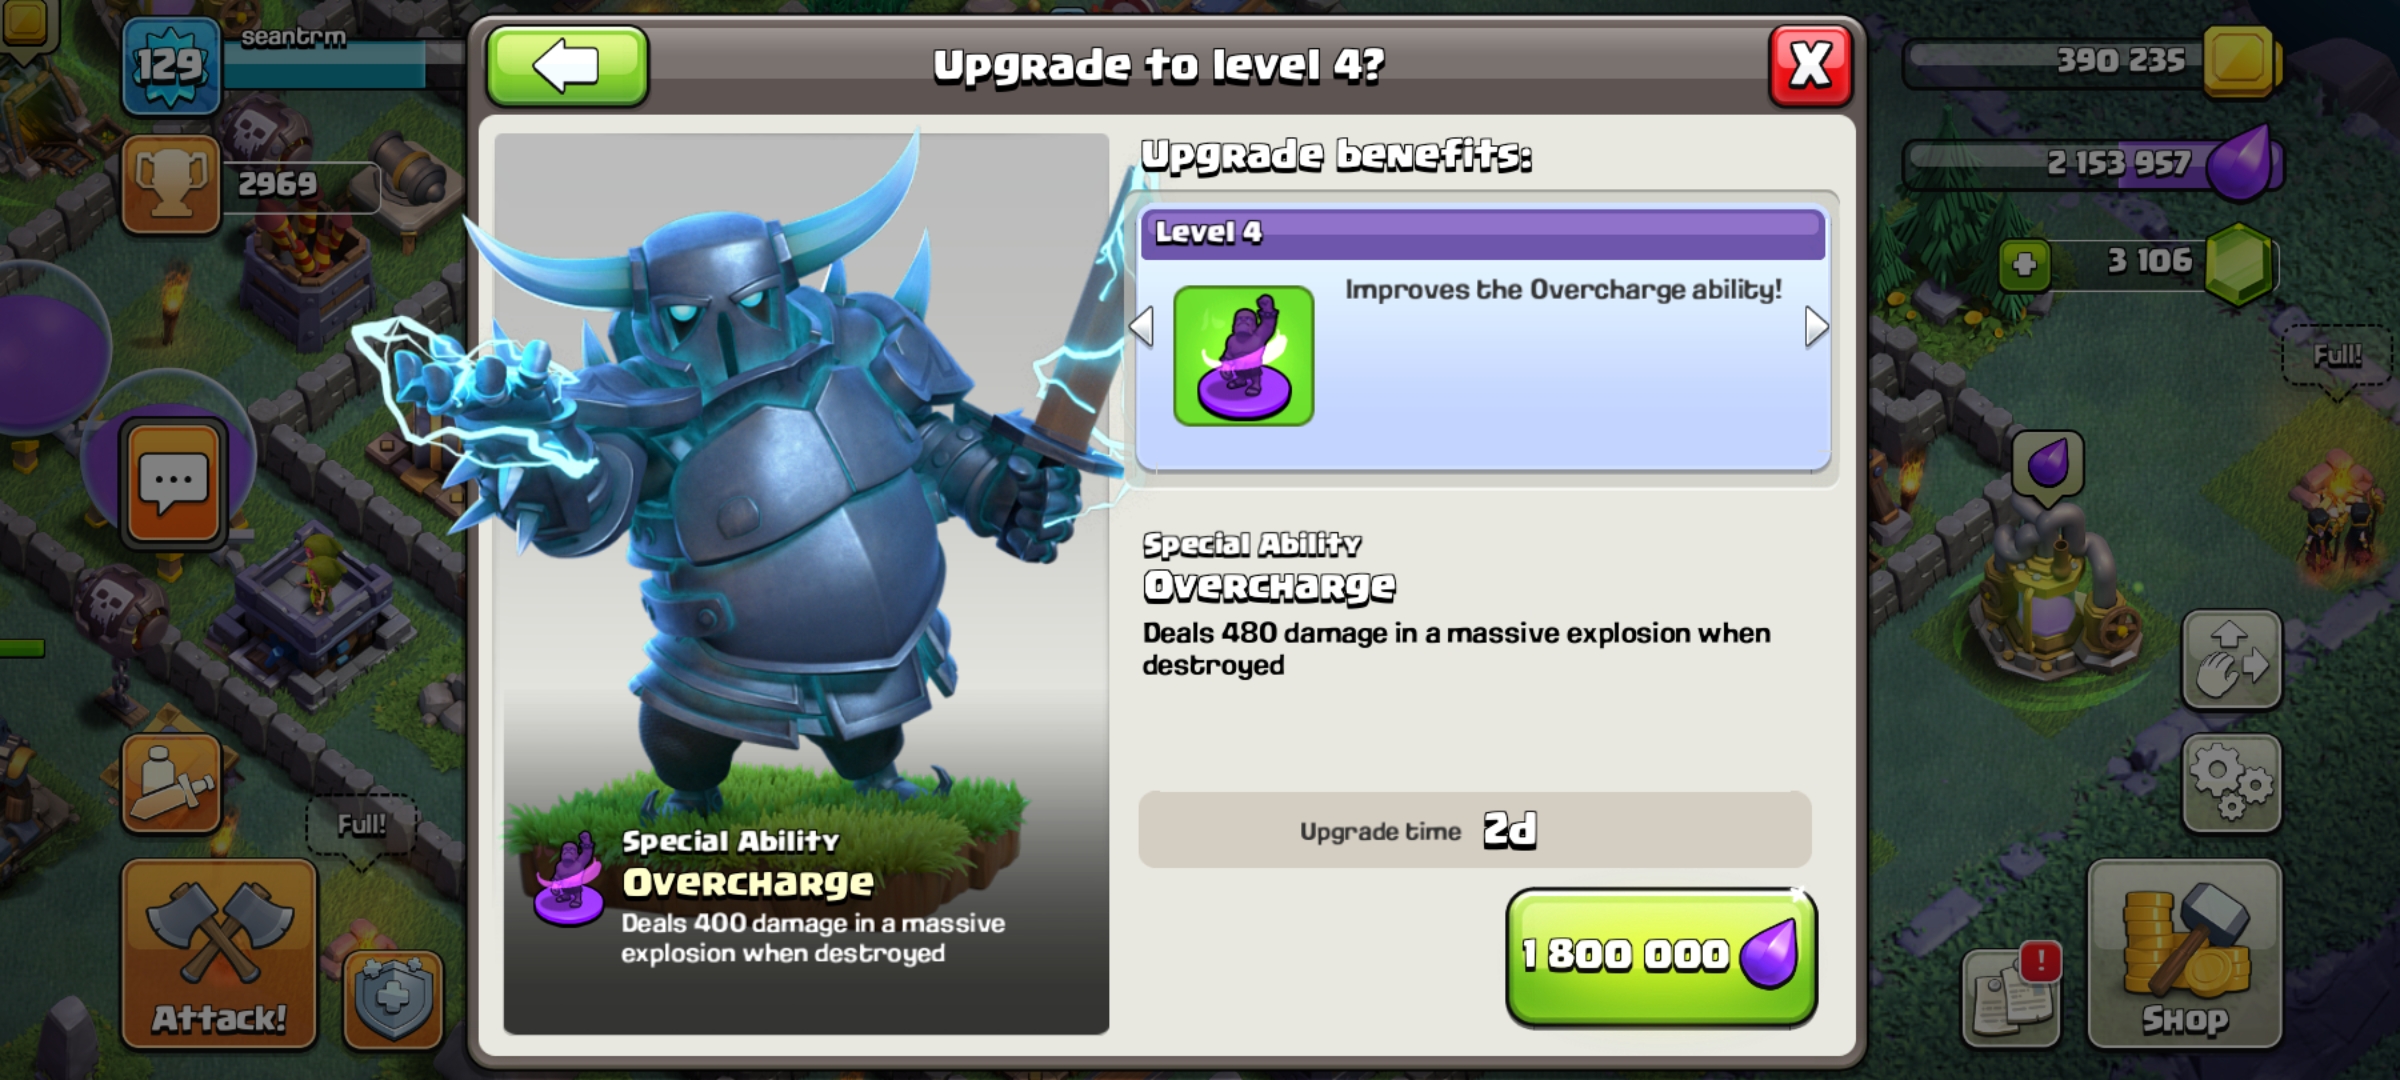 129
seantrm
2969
Upgrade to level 4?
X
390 235
2 153 957
3 106
Full!
Upgrade benefits:
Level 4
Improves the Overcharge ability!
Special Ability
Overcharge
Deals 480 damage in a massive explosion when
destroyed
Upgrade time 2d
1 800 000
Special Ability
Overcharge
Deals 400 damage in a massive
explosion when destroyed
Full!
Attack!
!
Shop